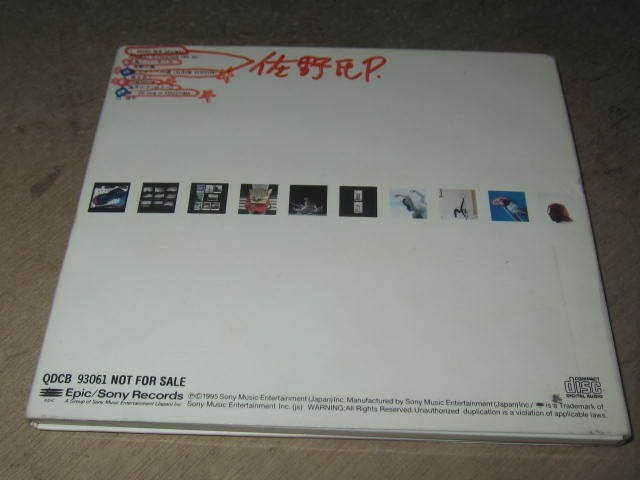 佐野氏P.
QDCB 93061 NOT FOR SALE
Epic/Sony Records
A Group of Sony Music Entertainment (Japan) Inc.
℗©1995 Sony Music Entertainment (Japan) Inc. Manufactured by Sony Music Entertainment (Japan) Inc./
is a Trademark of
Sony Music Entertainment Inc. (js) WARNING: All Rights Reserved. Unauthorized duplication is a violation of applicable laws.
COMPACT
disc
DIGITAL AUDIO